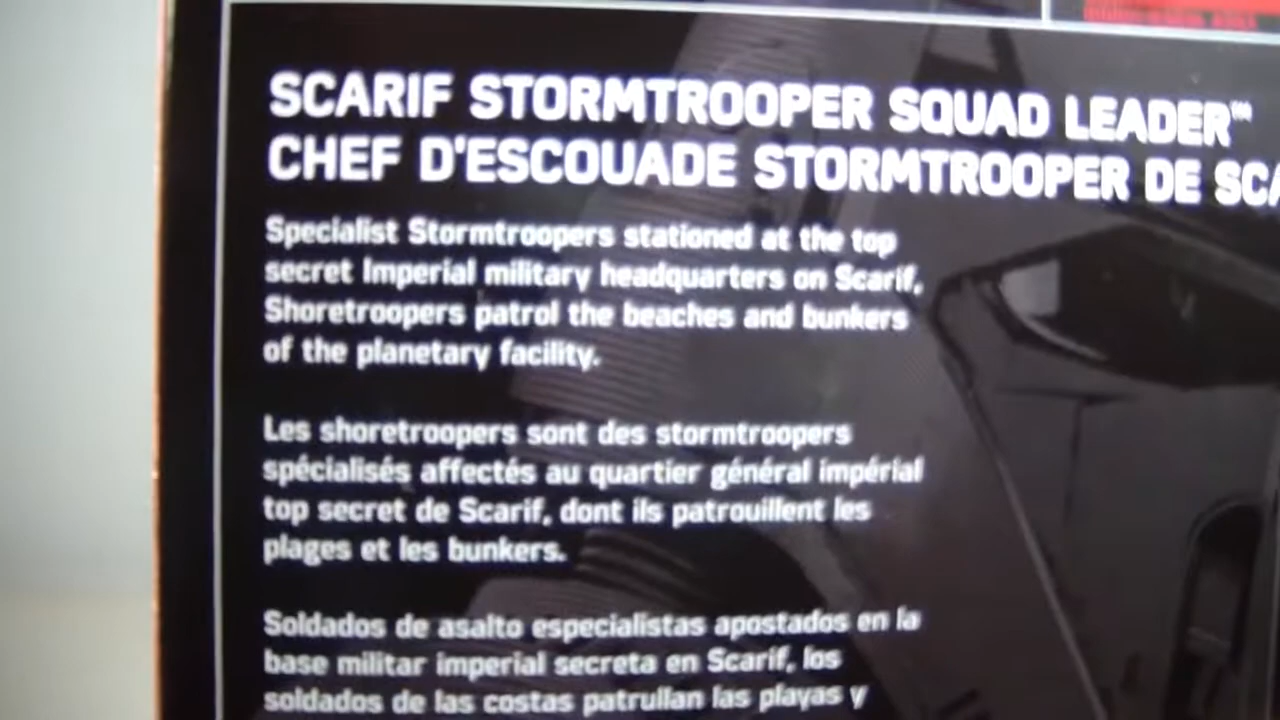 SCARIF STORMTROOPER SQUAD LEADER™
CHEF D'ESCOUADE STORMTROOPER DE
Specialist Stormtroopers stationed at the top
secret Imperial military headquarters on Scarif,
Shoretroopers patrol the beaches and bunkers
of the planetary facility.
Les shoretroopers sont des stormtroopers
spécialisés affectés au quartier général impérial
top secret de Scarif, dont ils patrouillent les
plages et les bunkers.
Soldados de asalto especialistas apostados en la
base militar imperial secreta en Scarif, los
soldados de las costas patrullan las playas y